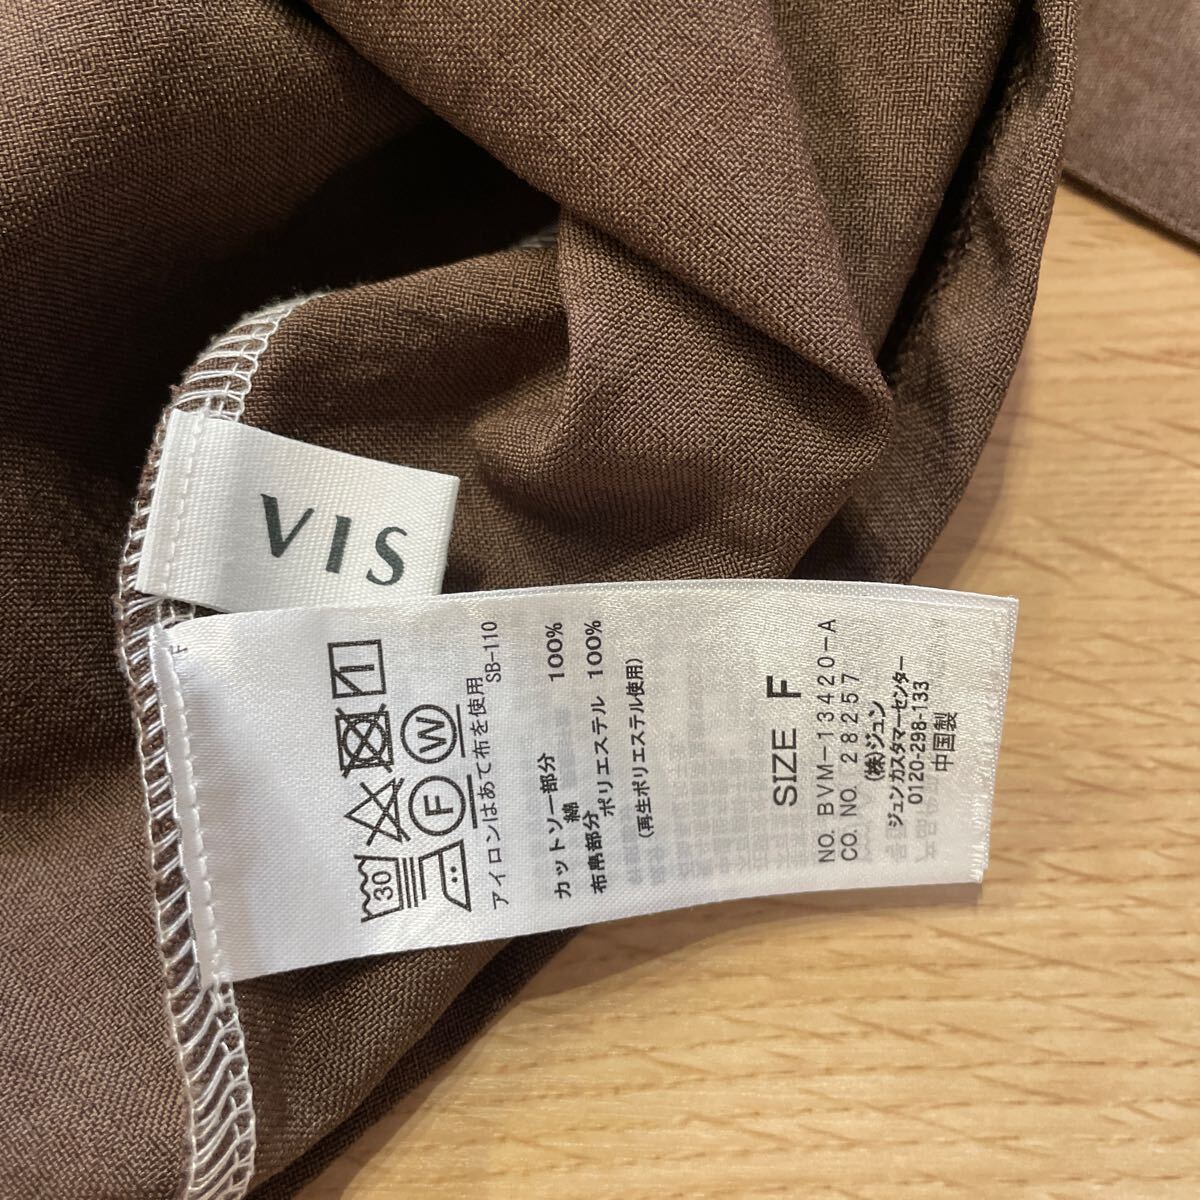 VIS
F
30
F
W
アイロンはあて布を使用
SB-110
カットソー部分
綿 100%
布帛部分
ポリエステル 100%
(再生ポリエステル使用)
SIZE F
NO. BVM-13420-A
CO. NO. 28257
(株)ジュン
ジュンカスタマーセンター
0120-298-133
中国製